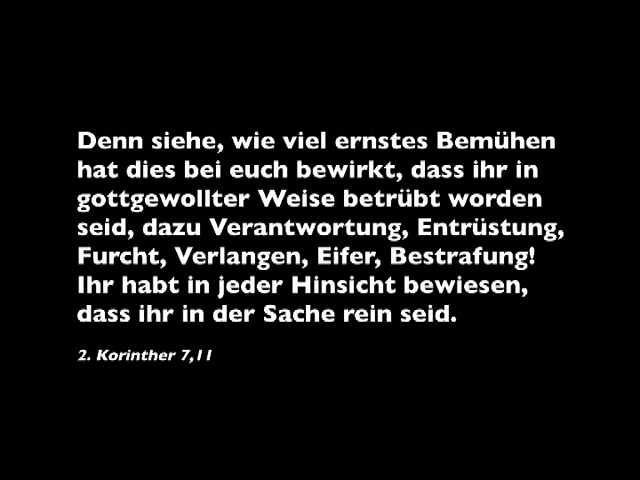 Denn siehe, wie viel ernstes Bemühen
hat dies bei euch bewirkt, dass ihr in
gottgewollter Weise betrübt worden
seid, dazu Verantwortung, Entrüstung,
Furcht, Verlangen, Eifer, Bestrafung!
Ihr habt in jeder Hinsicht bewiesen,
dass ihr in der Sache rein seid.
2. Korinther 7,11